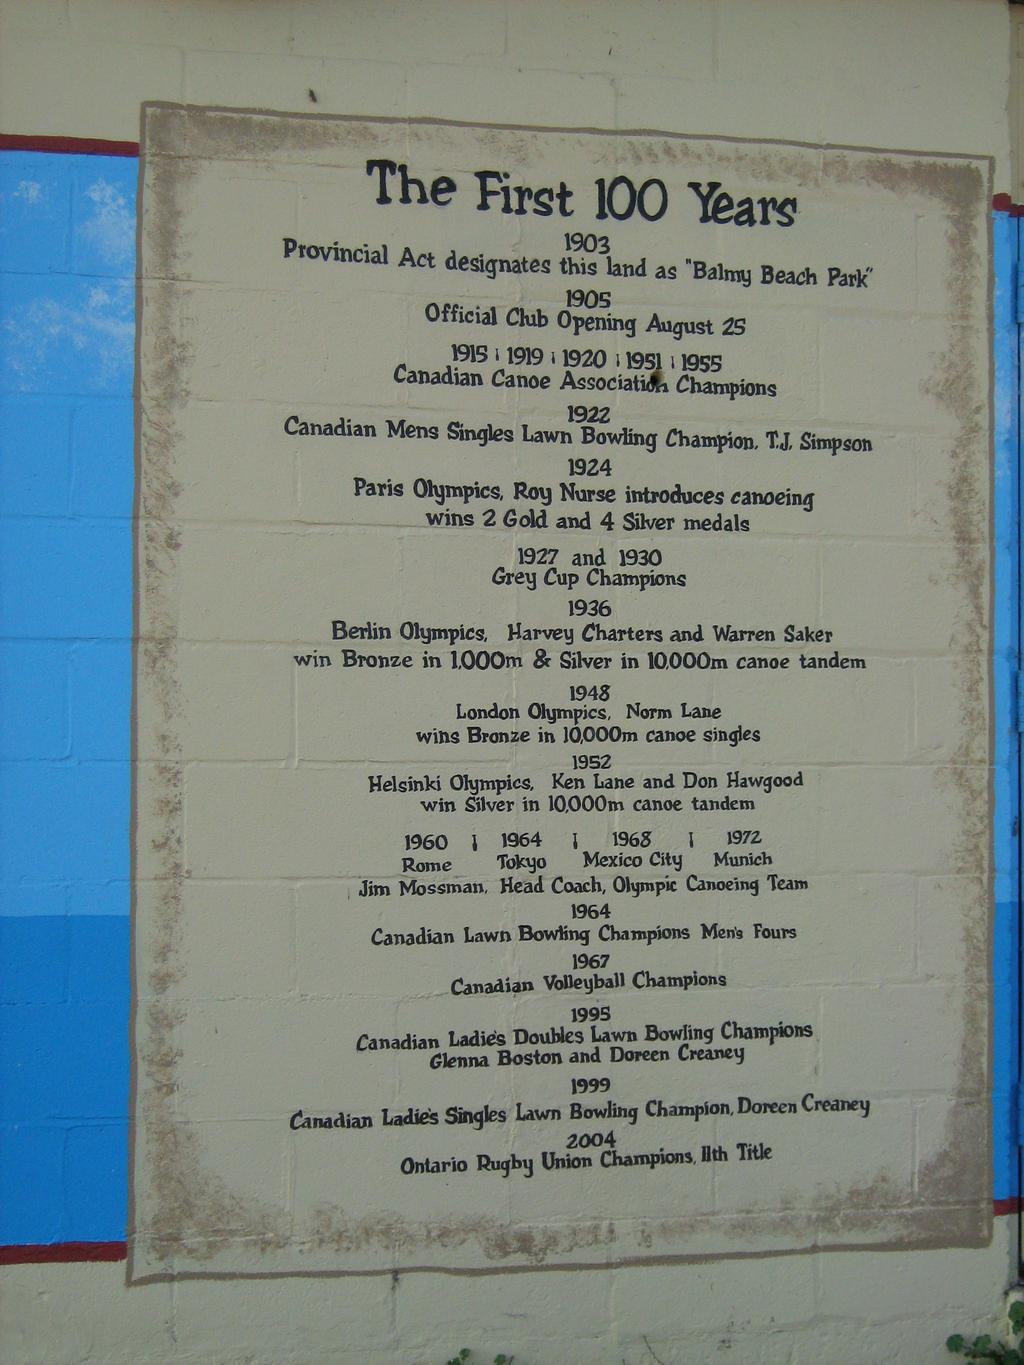 The First 100 Years
1903
Provincial Act designates this land as "Balmy Beach Park"
1905
Official Club Opening August 25
1915 | 1919 | 1920 | 1951 | 1955
Canadian Canoe Association Champions
1922
Canadian Mens Singles Lawn Bowling Champion, T.J. Simpson
1924
Paris Olympics, Roy Nurse introduces canoeing
wins 2 Gold and 4 Silver medals
1927 and 1930
Grey Cup Champions
1936
Berlin Olympics, Harvey Charters and Warren Saker
win Bronze in 1,000m & Silver in 10,000m canoe tandem
1948
London Olympics, Norm Lane
wins Bronze in 10,000m canoe singles
1952
Helsinki Olympics, Ken Lane and Don Hawgood
win Silver in 10,000m canoe tandem
1960 | 1964 | 1968 | 1972
Rome Tokyo Mexico City Munich
Jim Mossman, Head Coach, Olympic Canoeing Team
1964
Canadian Lawn Bowling Champions Men's Fours
1967
Canadian Volleyball Champions
1995
Canadian Ladie's Doubles Lawn Bowling Champions
Glenna Boston and Doreen Creaney
1999
Canadian Ladie's Singles Lawn Bowling Champion, Doreen Creaney
2004
Ontario Rugby Union Champions, 11th Title